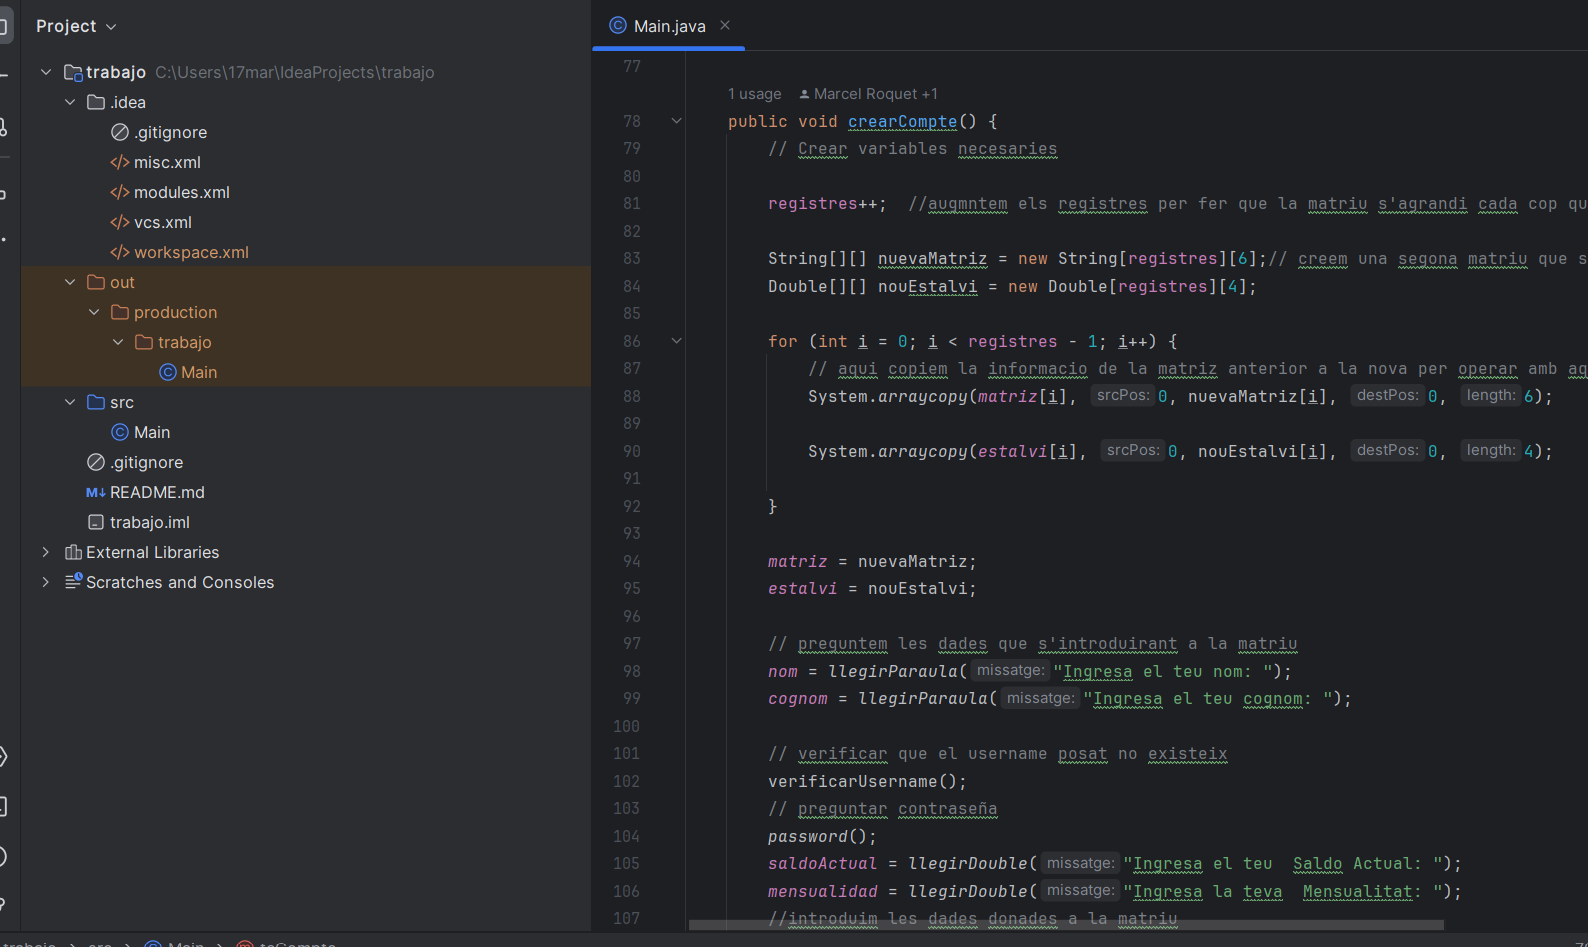 Project
trabajo C:\Users\17mar\IdeaProjects\trabajo
.idea
.gitignore
misc.xml
modules.xml
vcs.xml
workspace.xml
out
production
trabajo
Main
src
Main
.gitignore
README.md
trabajo.iml
External Libraries
Scratches and Consoles
Main.java
77
1 usage Marcel Roquet +1
78 public void crearCompte() {
79 // Crear variables necesaries
80
81 registres++; //augmntem els registres per fer que la matriu s'agrandi cada cop qu
82
83 String[][] nuevaMatriz = new String[registres][6];// creem una segona matriu que s
84 Double[][] nouEstalvi = new Double[registres][4];
85
86 for (int i = 0; i < registres - 1; i++) {
87 // aqui copiem la informacio de la matriz anterior a la nova per operar amb aq
88 System.arraycopy(matriz[i], srcPos: 0, nuevaMatriz[i], destPos: 0, length: 6);
89
90 System.arraycopy(estalvi[i], srcPos: 0, nouEstalvi[i], destPos: 0, length: 4);
91
92 }
93
94 matriz = nuevaMatriz;
95 estalvi = nouEstalvi;
96
97 // preguntem les dades que s'introduirant a la matriu
98 nom = llegirParaula( missatge: "Ingresa el teu nom: ");
99 cognom = llegirParaula( missatge: "Ingresa el teu cognom: ");
100
101 // verificar que el username posat no existeix
102 verificarUsername();
103 // preguntar contraseña
104 password();
105 saldoActual = llegirDouble( missatge: "Ingresa el teu  Saldo Actual: ");
106 mensualidad = llegirDouble( missatge: "Ingresa la teva  Mensualitat: ");
107 //introduim les dades donades a la matriu